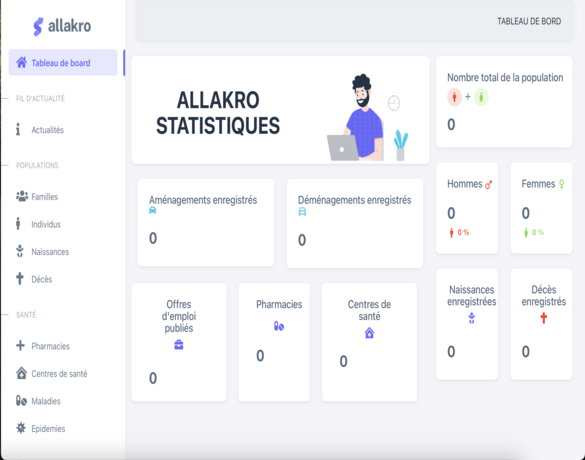 allakro
Tableau de board
FIL D'ACTUALITÉ
Actualités
POPULATIONS
Familles
Individus
Naissances
Décès
SANTÉ
Pharmacies
Centres de santé
Maladies
Epidemies
TABLEAU DE BORD
ALLAKRO
STATISTIQUES
Nombre total de la population
+
0
Aménagements enregistrés
0
Déménagements enregistrés
0
Hommes
0
0 %
Femmes
0
0 %
Offres
d'emploi
publiés
0
Pharmacies
0
Centres de
santé
0
Naissances
enregistrées
0
Décès
enregistrés
0